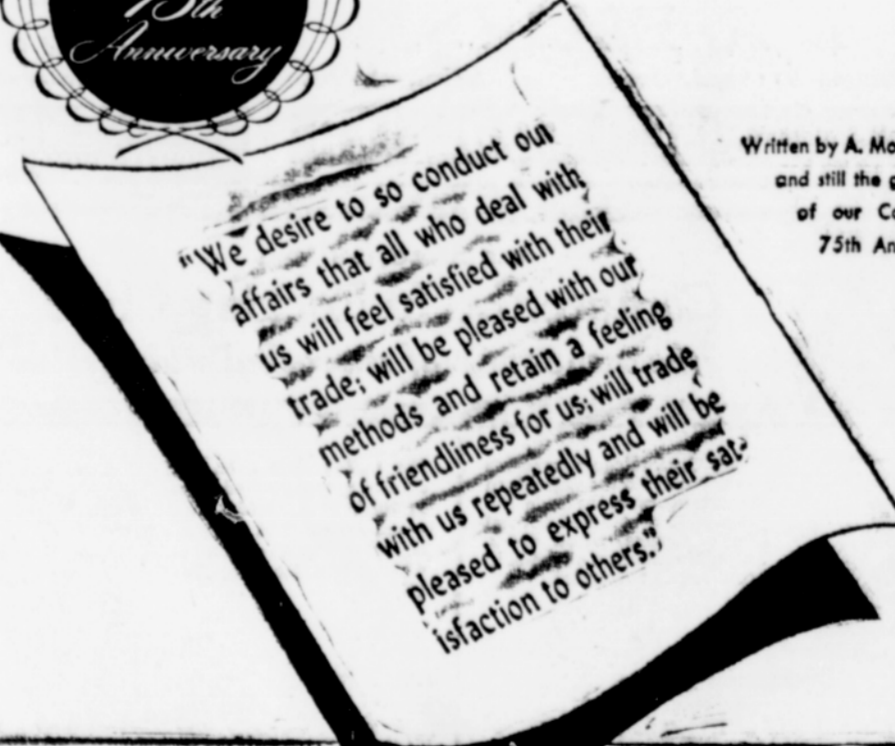 75th
Anniversary
Written by A.
and still the
of our
75th
"We desire to so conduct our
affairs that all who deal with
us will feel satisfied with their
trade; will be pleased with our
methods and retain a feeling
of friendliness for us; will trade
with us repeatedly and will be
pleased to express their sat-
isfaction to others."